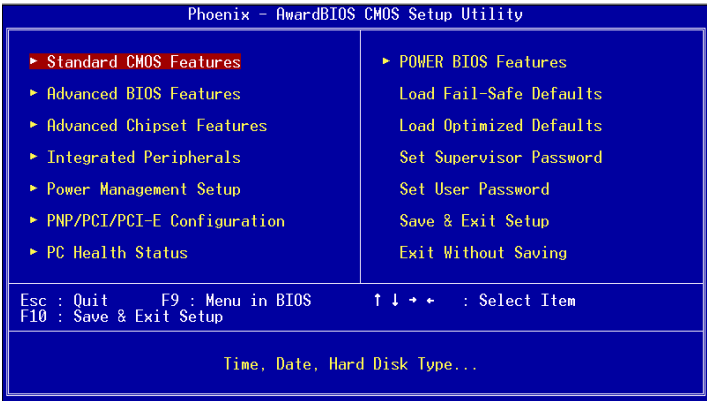 Phoenix - AwardBIOS CMOS Setup Utility
► Standard CMOS Features
► Advanced BIOS Features
► Advanced Chipset Features
► Integrated Peripherals
► Power Management Setup
► PNP/PCI/PCI-E Configuration
► PC Health Status
► POWER BIOS Features
Load Fail-Safe Defaults
Load Optimized Defaults
Set Supervisor Password
Set User Password
Save & Exit Setup
Exit Without Saving
Esc : Quit F9 : Menu in BIOS ↑ ↓ → ← : Select Item
F10 : Save & Exit Setup
Time, Date, Hard Disk Type...